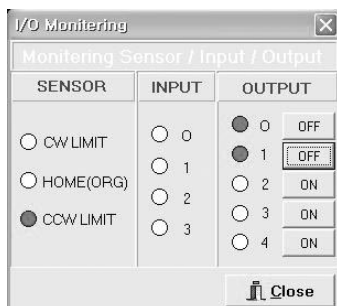 I/O Monitering
Monitering Sensor / Input / Output
SENSOR
CW LIMIT
HOME(ORG)
CCW LIMIT
INPUT
0
1
2
3
OUTPUT
0 OFF
1 OFF
2 ON
3 ON
4 ON
Close